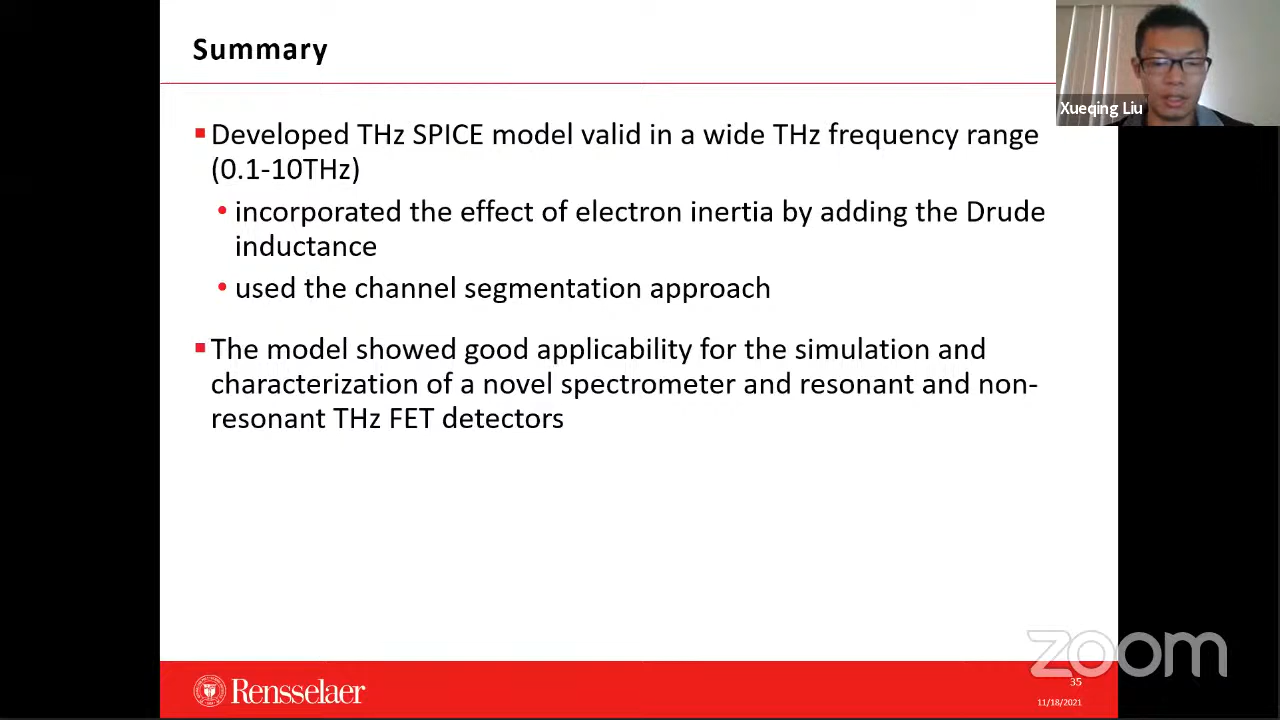 Summary
Xueqing Liu
▪Developed THz SPICE model valid in a wide THz frequency range
(0.1-10THz)
• incorporated the effect of electron inertia by adding the Drude
inductance
• used the channel segmentation approach
▪The model showed good applicability for the simulation and
characterization of a novel spectrometer and resonant and non-
resonant THz FET detectors
zoom
Rensselaer
35
11/18/2021